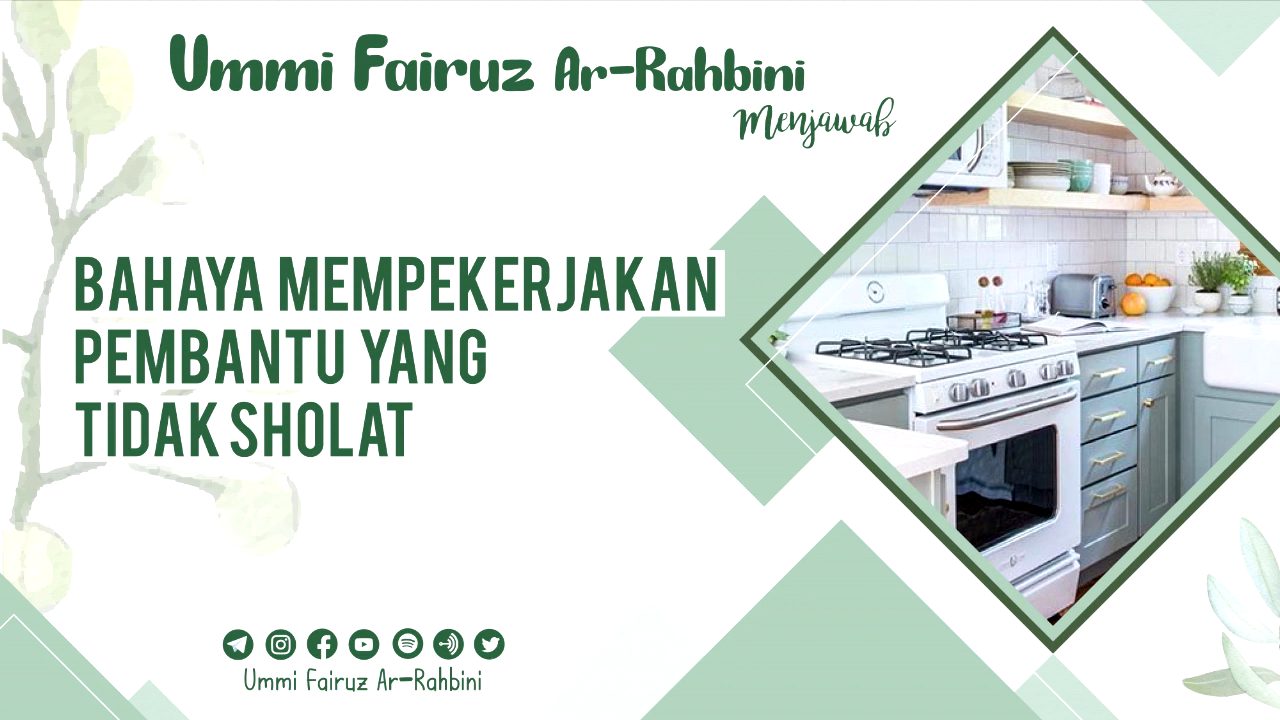 Ummi Fairuz Ar-Rahbini
Menjawab
BAHAYA MEMPEKERJAKAN
PEMBANTU YANG
TIDAK SHOLAT
Ummi Fairuz Ar-Rahbini